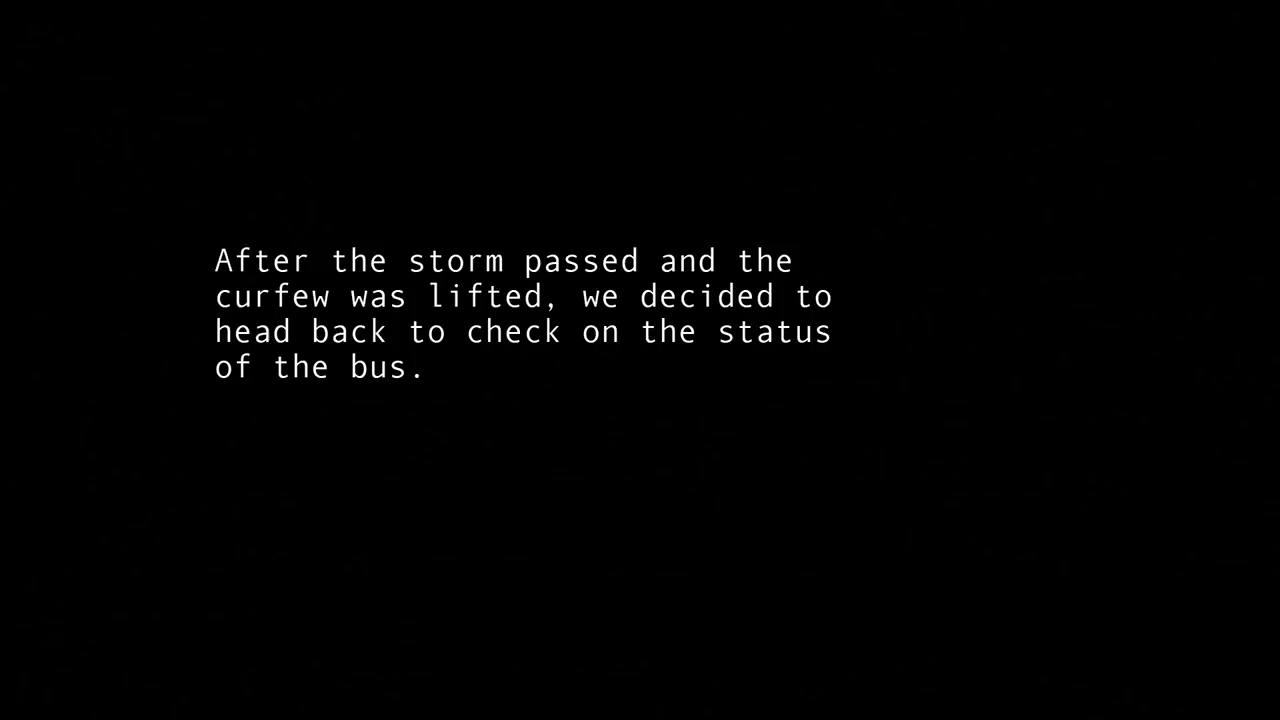 After the storm passed and the
curfew was lifted, we decided to
head back to check on the status
of the bus.